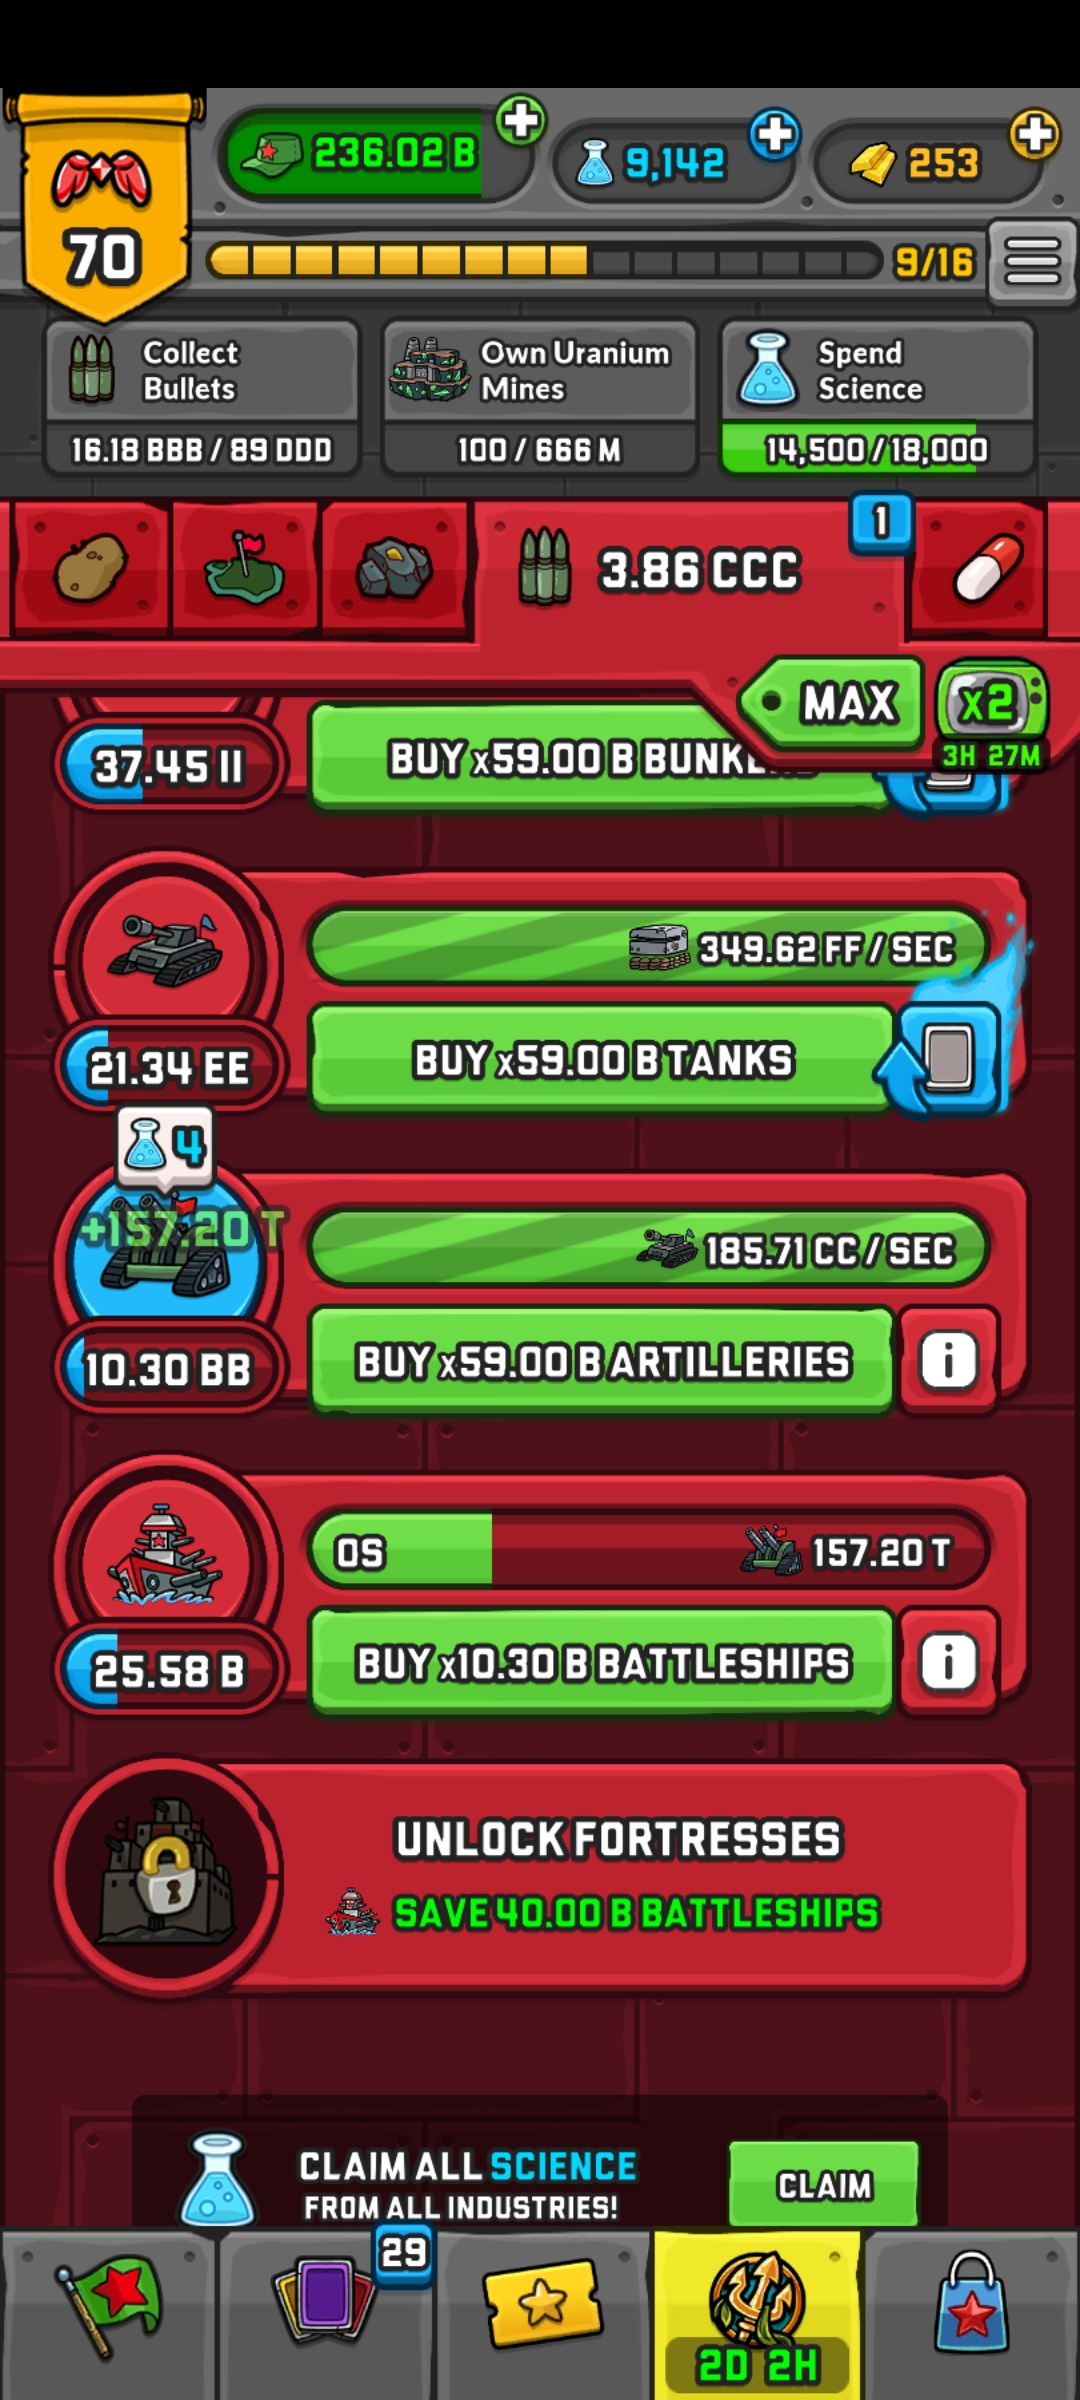 70
236.02 B
9,142
253
9/16
Collect
Bullets
16.18 BBB / 89 DDD
Own Uranium
Mines
100 / 666 M
Spend
Science
14,500 / 18,000
3.86 CCC
1
MAX
x2
3H 27M
37.45 II
BUY x59.00 B
349.62 FF / SEC
21.34 EE
BUY x59.00 B TANKS
4
+157.20 T
185.71 CC / SEC
10.30 BB
BUY x59.00 B ARTILLERIES
i
0S
157.20 T
25.58 B
BUY x10.30 B BATTLESHIPS
i
UNLOCK FORTRESSES
SAVE 40.00 B BATTLESHIPS
CLAIM ALL SCIENCE
FROM ALL INDUSTRIES!
CLAIM
29
2D 2H